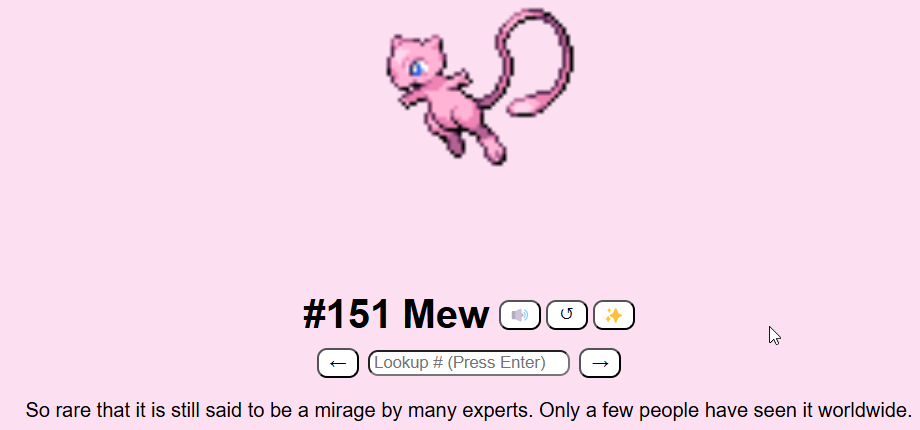 #151 Mew
Lookup # (Press Enter)
So rare that it is still said to be a mirage by many experts. Only a few people have seen it worldwide.